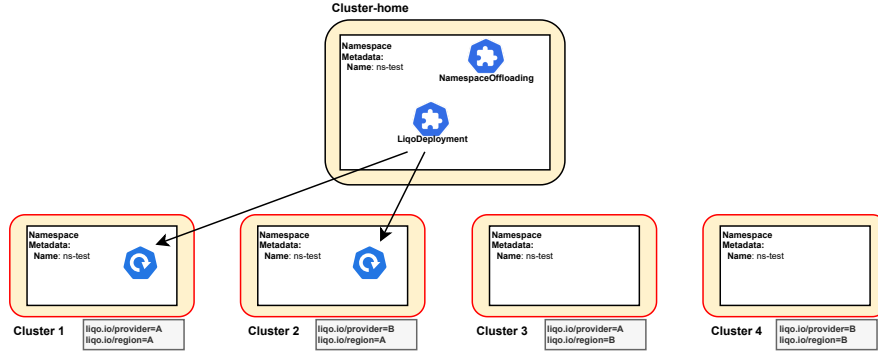 Cluster-home
Namespace
Metadata:
Name: ns-test
NamespaceOffloading
LiqoDeployment
Namespace
Metadata:
Name: ns-test
Cluster 1
liqo.io/provider=A
liqo.io/region=A
Namespace
Metadata:
Name: ns-test
Cluster 2
liqo.io/provider=B
liqo.io/region=A
Namespace
Metadata:
Name: ns-test
Cluster 3
liqo.io/provider=A
liqo.io/region=B
Namespace
Metadata:
Name: ns-test
Cluster 4
liqo.io/provider=B
liqo.io/region=B